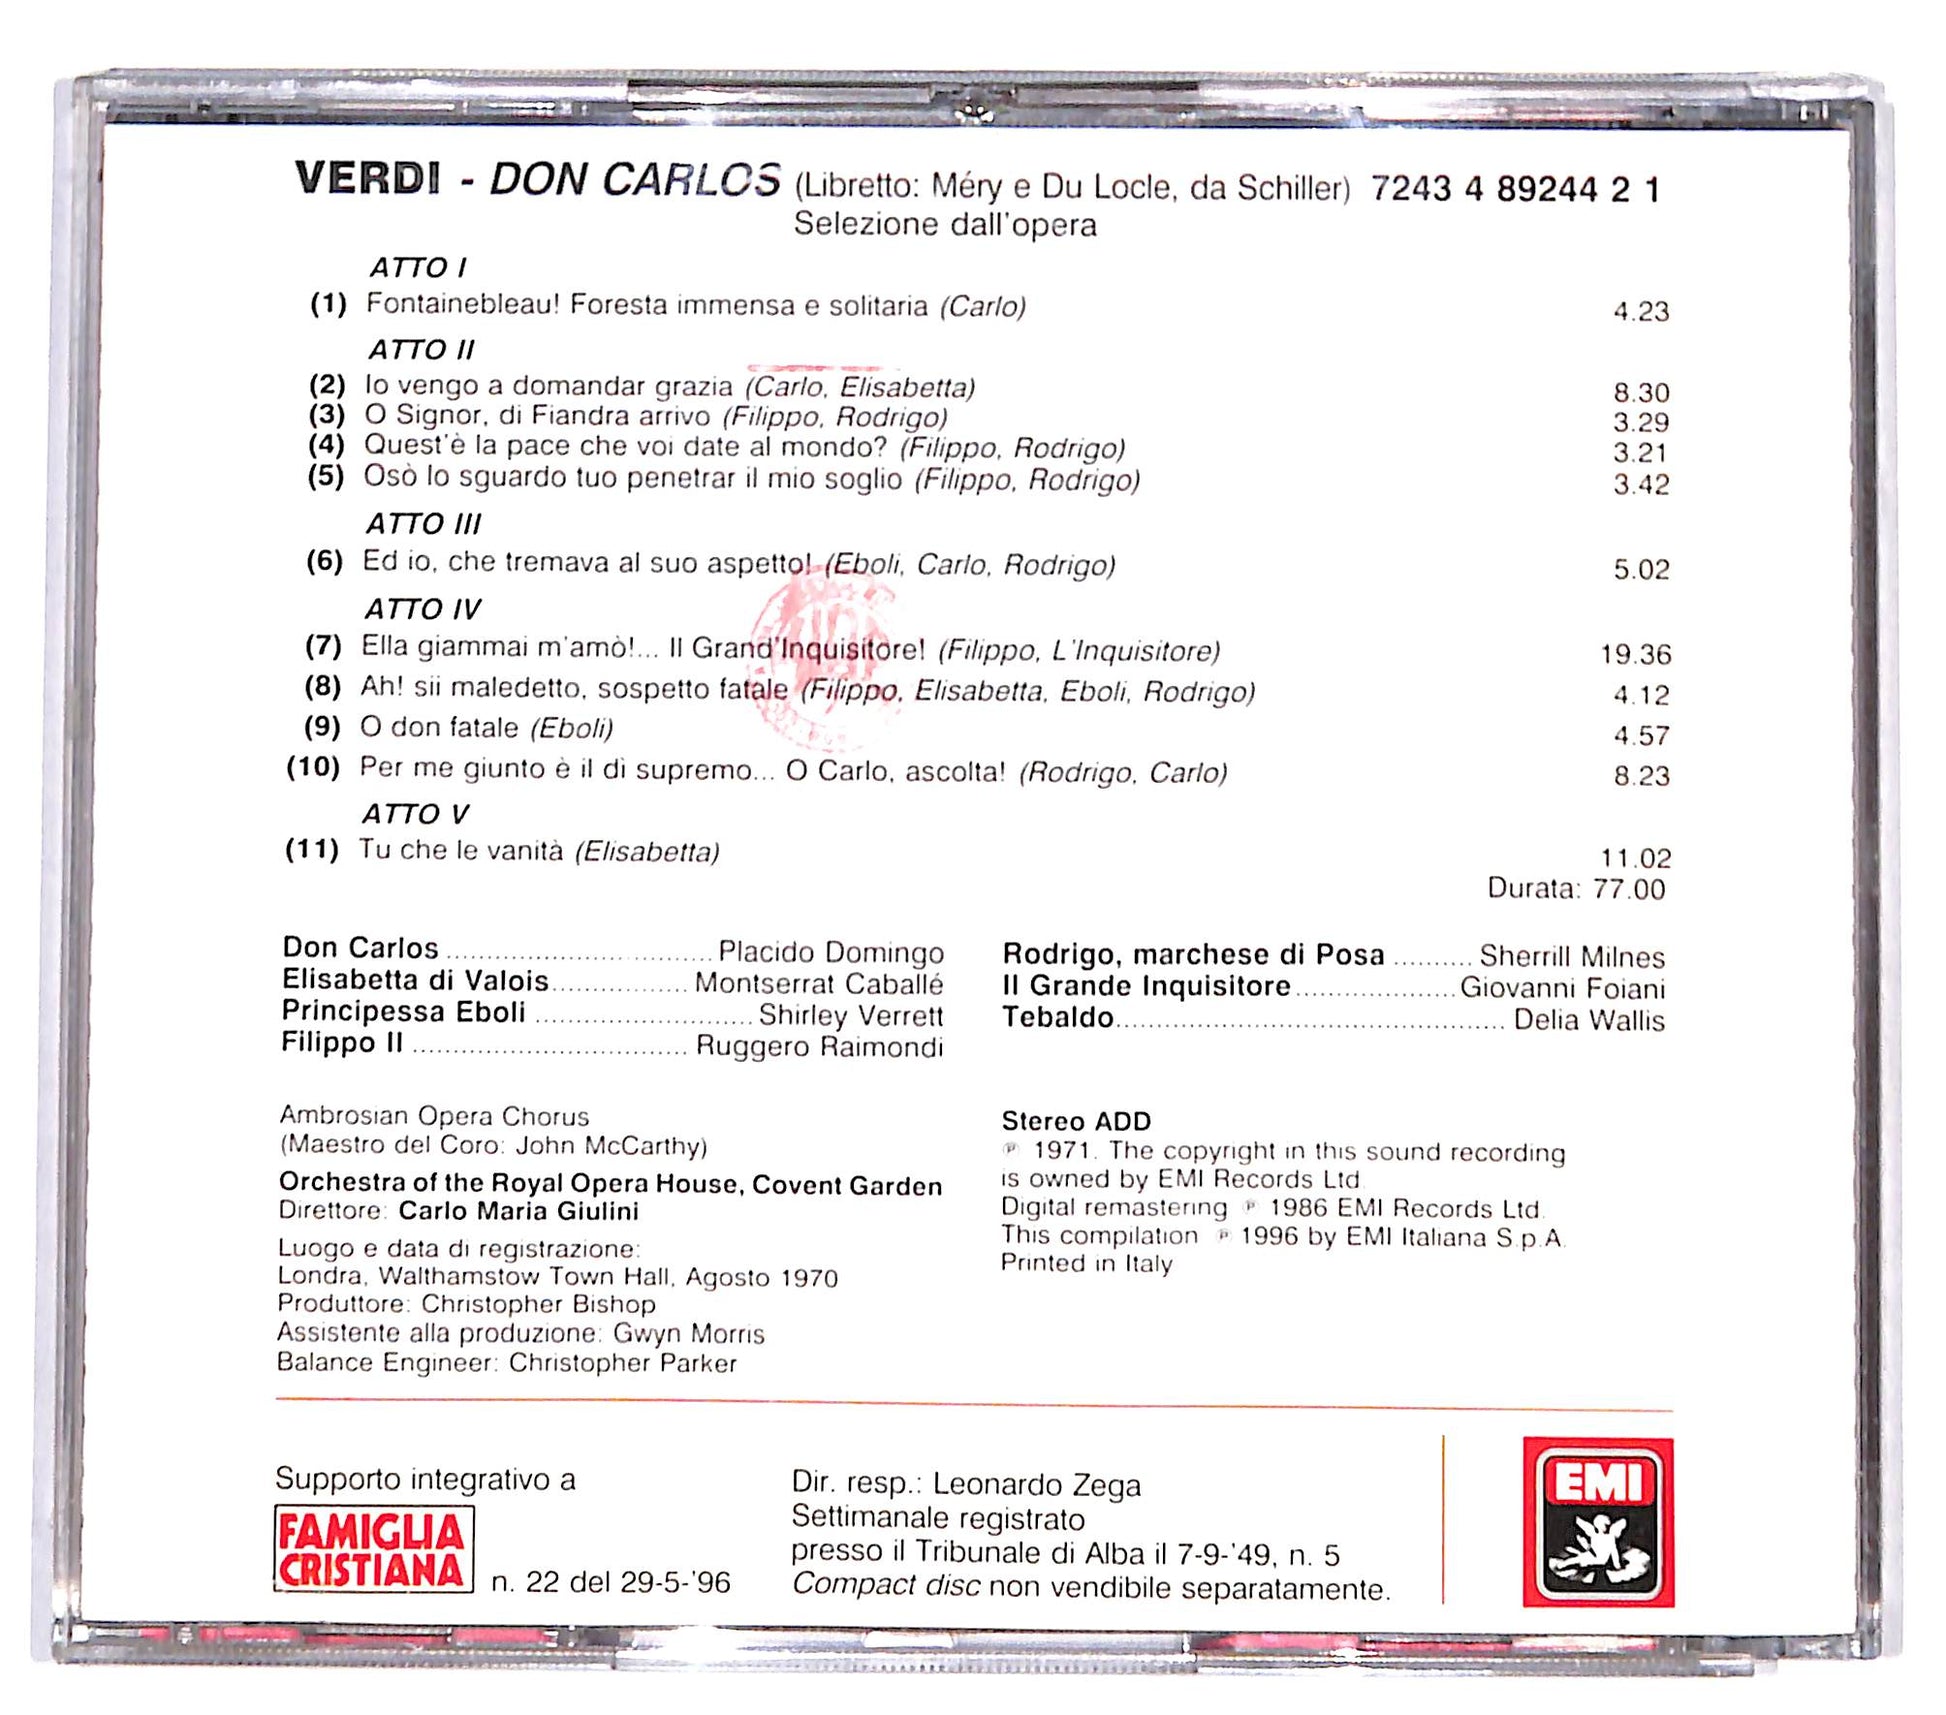 VERDI - DON CARLOS (Libretto: Méry e Du Locle, da Schiller) 7243 4 89244 2 1
Selezione dall'opera
ATTO I
(1) Fontainebleau! Foresta immensa e solitaria (Carlo) 4.23
ATTO II
(2) Io vengo a domandar grazia (Carlo, Elisabetta) 8.30
(3) O Signor, di Fiandra arrivo (Filippo, Rodrigo) 3.29
(4) Quest'è la pace che voi date al mondo? (Filippo, Rodrigo) 3.21
(5) Osò lo sguardo tuo penetrar il mio soglio (Filippo, Rodrigo) 3.42
ATTO III
(6) Ed io, che tremava al suo aspetto! (Eboli, Carlo, Rodrigo) 5.02
ATTO IV
(7) Ella giammai m'amò!... Il Grand'Inquisitore! (Filippo, L'Inquisitore) 19.36
(8) Ah! sii maledetto, sospetto fatale (Filippo, Elisabetta, Eboli, Rodrigo) 4.12
(9) O don fatale (Eboli) 4.57
(10) Per me giunto è il di supremo... O Carlo, ascolta! (Rodrigo, Carlo) 8.23
ATTO V
(11) Tu che le vanità (Elisabetta) 11.02
Durata: 77.00
Don Carlos ........ Placido Domingo
Elisabetta di Valois ........ Montserrat Caballé
Principessa Eboli ........ Shirley Verrett
Filippo II ........ Ruggero Raimondi
Rodrigo, marchese di Posa ........ Sherrill Milnes
Il Grande Inquisitore ........ Giovanni Foiani
Tebaldo ........ Delia Wallis
Ambrosian Opera Chorus
(Maestro del Coro: John McCarthy)
Orchestra of the Royal Opera House, Covent Garden
Direttore: Carlo Maria Giulini
Luogo e data di registrazione:
Londra, Walthamstow Town Hall, Agosto 1970
Produttore: Christopher Bishop
Assistente alla produzione: Gwyn Morris
Balance Engineer: Christopher Parker
Stereo ADD
℗ 1971. The copyright in this sound recording
is owned by EMI Records Ltd.
Digital remastering ℗ 1986 EMI Records Ltd.
This compilation ℗ 1996 by EMI Italiana S.p.A.
Printed in Italy
Supporto integrativo a
FAMIGLIA
CRISTIANA
n. 22 del 29-5-'96
Dir. resp.: Leonardo Zega
Settimanale registrato
presso il Tribunale di Alba il 7-9-'49, n. 5
Compact disc non vendibile separatamente.
EMI